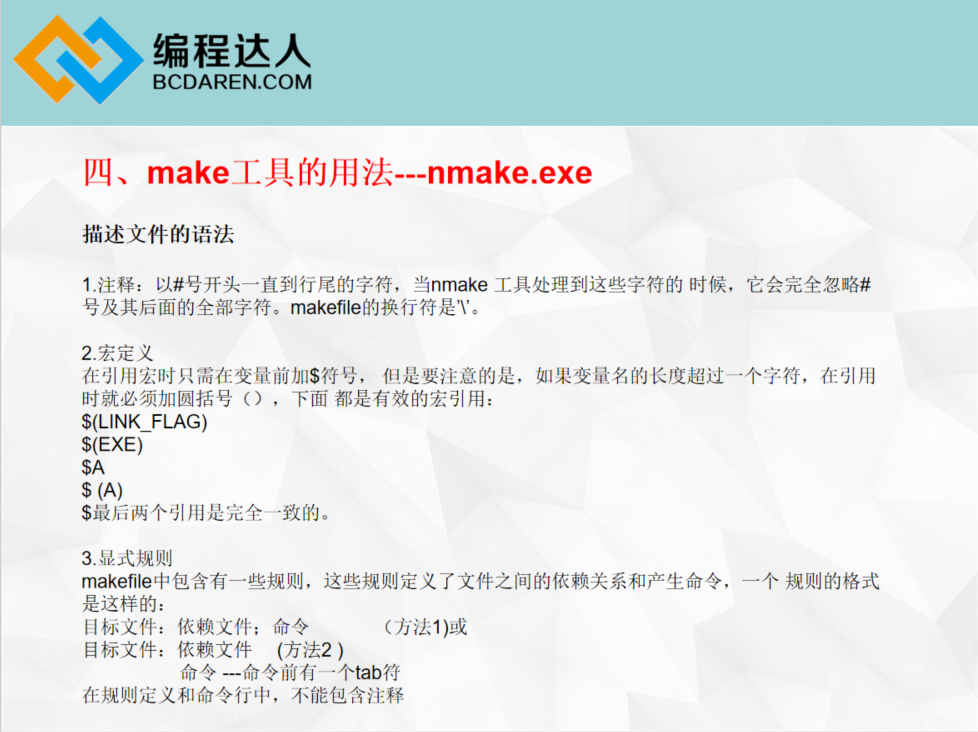 编程达人
BCDAREN.COM
四、make工具的用法---nmake.exe
描述文件的语法
1.注释：以#号开头一直到行尾的字符，当nmake 工具处理到这些字符的 时候，它会完全忽略#
号及其后面的全部字符。makefile的换行符是'\'。
2.宏定义
在引用宏时只需在变量前加$符号， 但是要注意的是，如果变量名的长度超过一个字符，在引用
时就必须加圆括号（），下面 都是有效的宏引用：
$(LINK_FLAG)
$(EXE)
$A
$ (A)
$最后两个引用是完全一致的。
3.显式规则
makefile中包含有一些规则，这些规则定义了文件之间的依赖关系和产生命令，一个 规则的格式
是这样的：
目标文件：依赖文件；命令 （方法1)或
目标文件：依赖文件 (方法2 )
命令 ---命令前有一个tab符
在规则定义和命令行中，不能包含注释